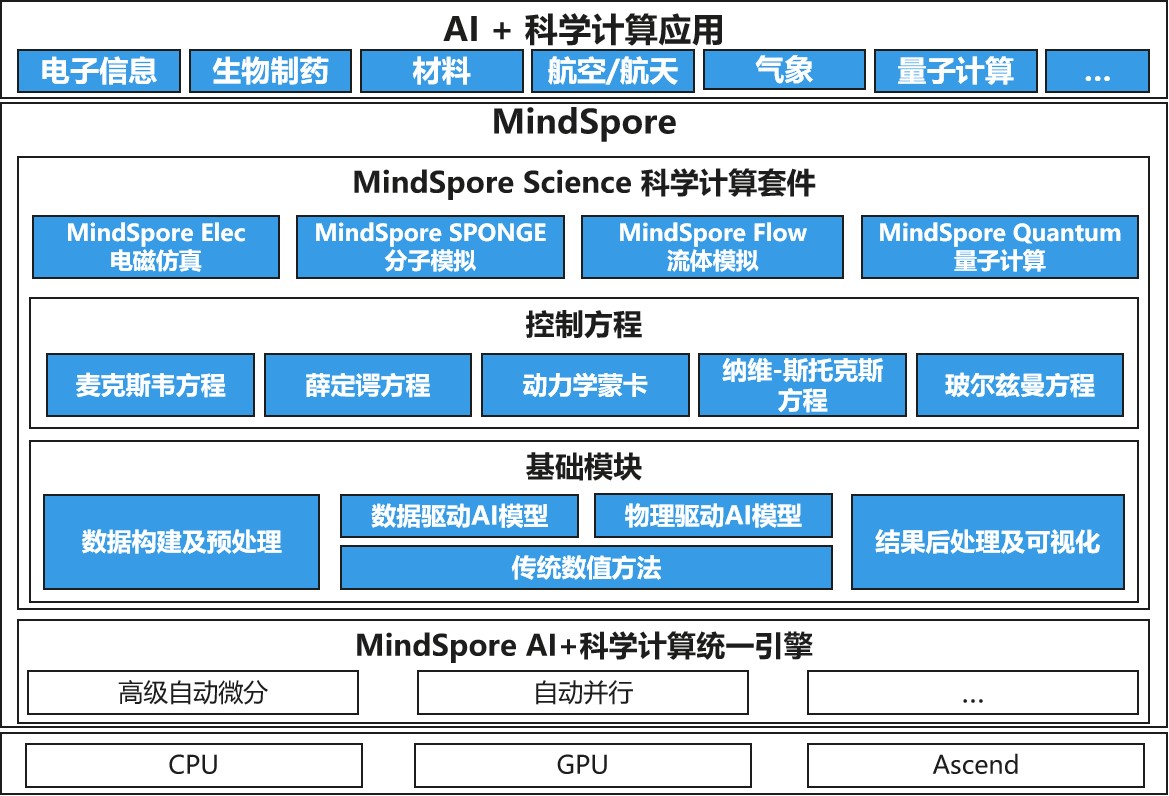 AI + 科学计算应用
电子信息
生物制药
材料
航空/航天
气象
量子计算
...
MindSpore
MindSpore Science 科学计算套件
MindSpore Elec
电磁仿真
MindSpore SPONGE
分子模拟
MindSpore Flow
流体模拟
MindSpore Quantum
量子计算
控制方程
麦克斯韦方程
薛定谔方程
动力学蒙卡
纳维-斯托克斯
方程
玻尔兹曼方程
基础模块
数据构建及预处理
数据驱动AI模型
物理驱动AI模型
传统数值方法
结果后处理及可视化
MindSpore AI+科学计算统一引擎
高级自动微分
自动并行
...
CPU
GPU
Ascend